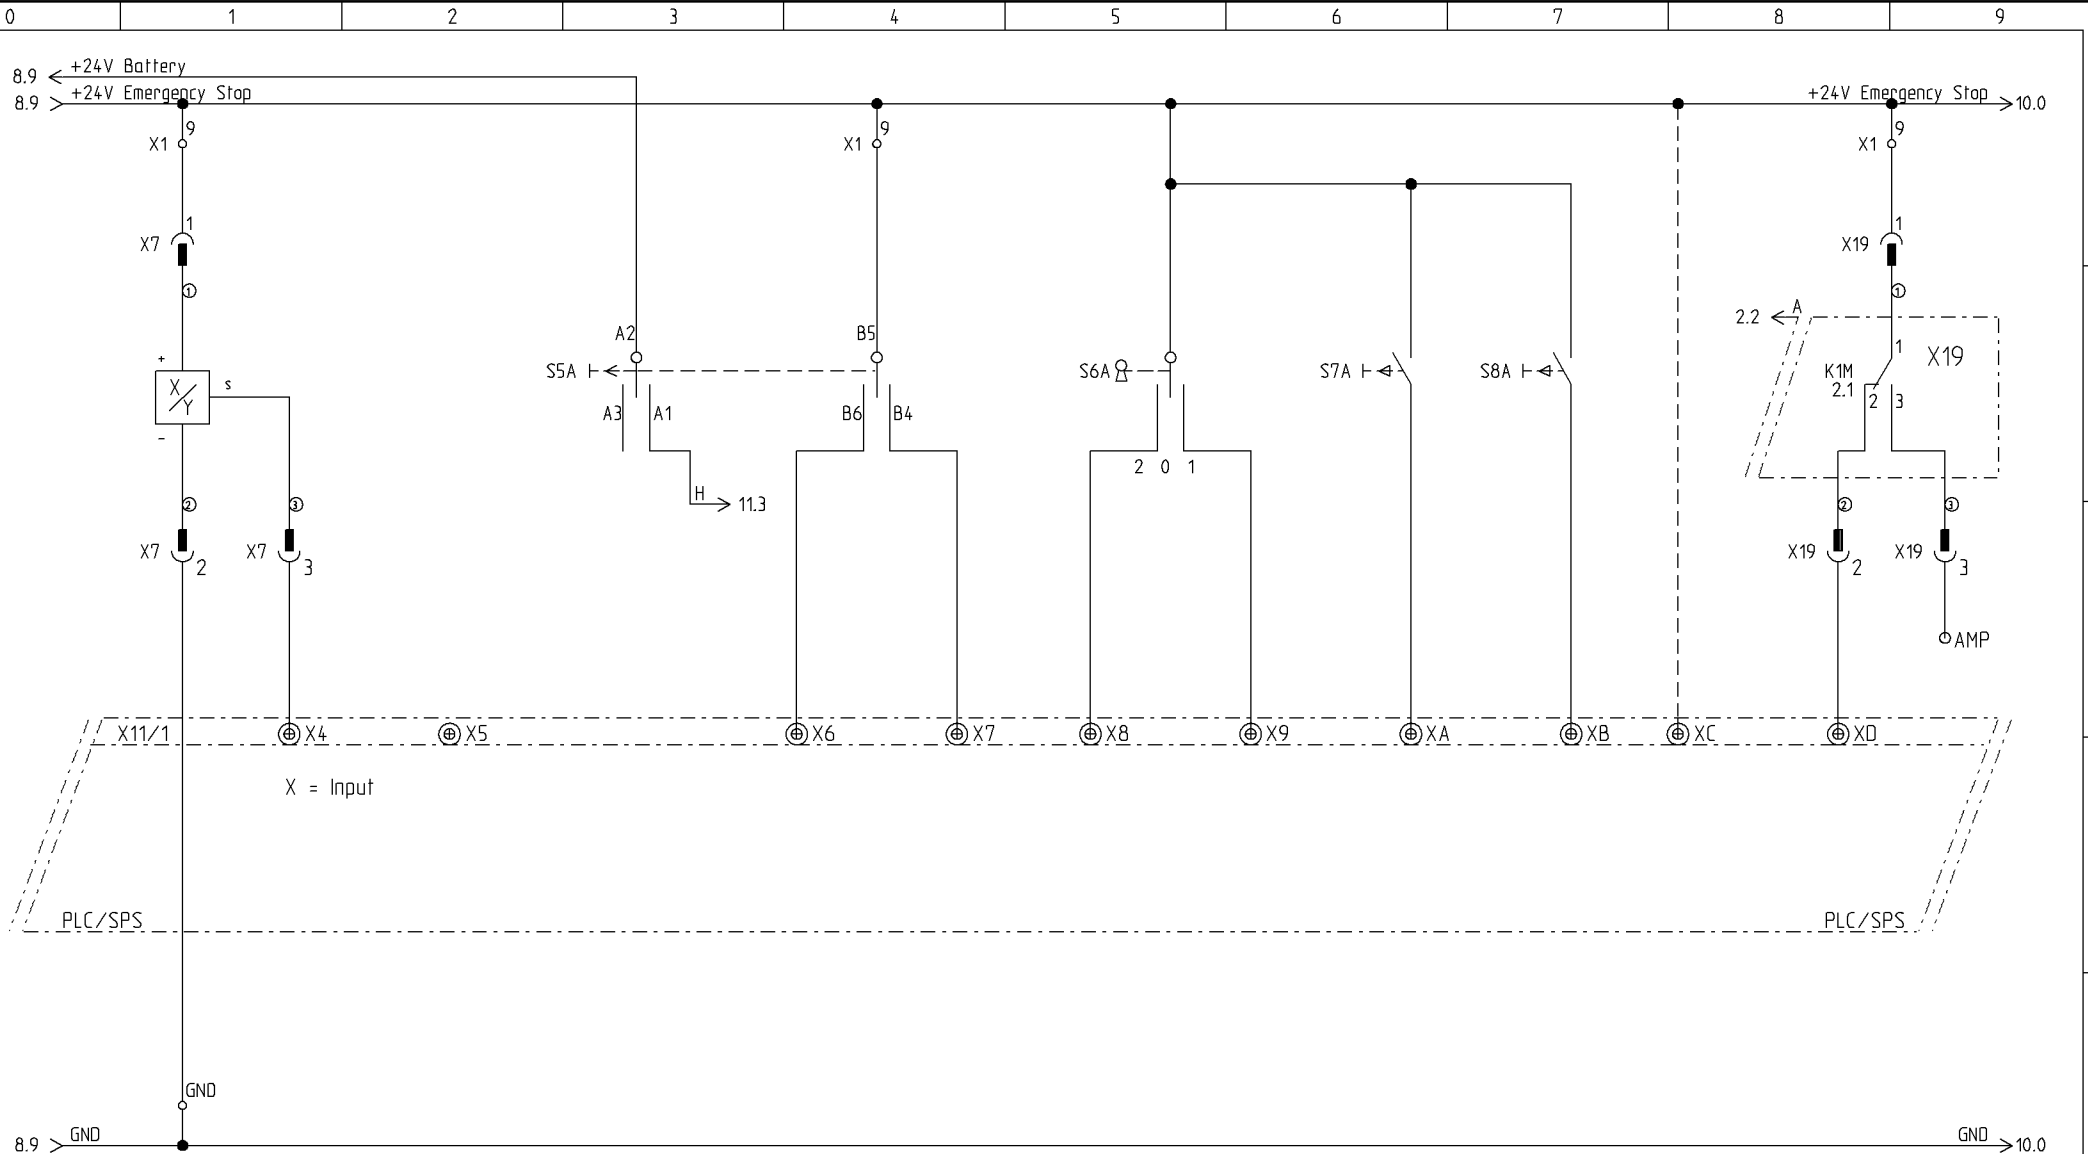 0 1 2 3 4 5 6 7 8 9
8.9 +24V Battery
8.9 +24V Emergency Stop +24V Emergency Stop 10.0
9 9 9
X1 X1 X1
1 1
X7 X19
1 1
2.2 A
A2 B5
+ 1 X19
S5A S6A S7A S8A K1M
X s 2.1
Y A3 A1 B6 B4 2 3
-
2 0 1
H 11.3
2 3 2 3
X7 X7 X19 X19
2 3 2 3
AMP
X11/1 X4 X5 X6 X7 X8 X9 XA XB XC XD
X = Input
PLC/SPS PLC/SPS
GND
8.9 GND GND 10.0